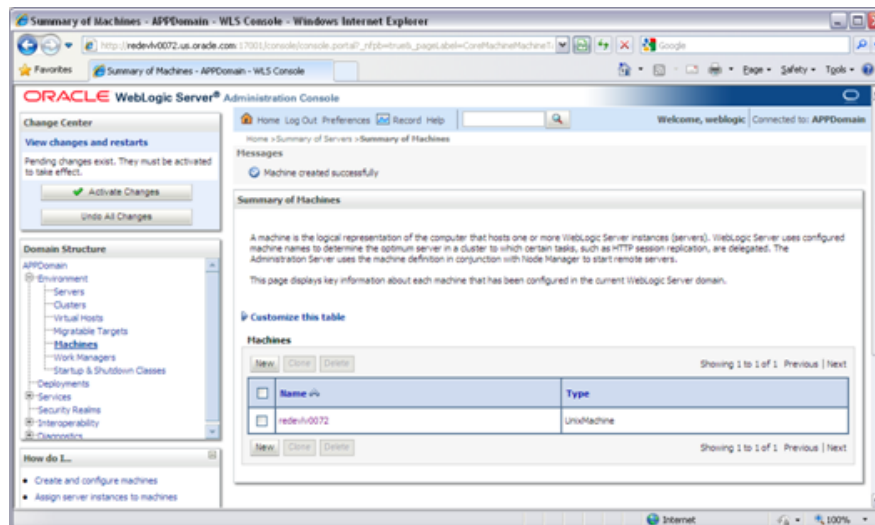 Summary of Machines - APPDomain - WLS Console - Windows Internet Explorer
http://redevlv0072.us.oracle.com:17001/console/console.portal?_nfpb=true&_pageLabel=CoreMachineMachineT
Google
Favorites
Summary of Machines - APPDomain - WLS Console
Page Safety Tools
ORACLE WebLogic Server® Administration Console
Change Center
View changes and restarts
Pending changes exist. They must be activated
to take effect.
Activate Changes
Undo All Changes
Domain Structure
APPDomain
Environment
Servers
Clusters
Virtual Hosts
Migratable Targets
Machines
Work Managers
Startup & Shutdown Classes
Deployments
Services
Security Realms
Interoperability
Diagnostics
How do I...
Create and configure machines
Assign server instances to machines
Home Log Out Preferences Record Help
Welcome, weblogic Connected to: APPDomain
Home >Summary of Servers >Summary of Machines
Messages
Machine created successfully
Summary of Machines
A machine is the logical representation of the computer that hosts one or more WebLogic Server instances (servers). WebLogic Server uses configured
machine names to determine the optimum server in a cluster to which certain tasks, such as HTTP session replication, are delegated. The
Administration Server uses the machine definition in conjunction with Node Manager to start remote servers.
This page displays key information about each machine that has been configured in the current WebLogic Server domain.
Customize this table
Machines
New Clone Delete
Showing 1 to 1 of 1 Previous | Next
Name Type
redevlv0072 UnixMachine
New Clone Delete
Showing 1 to 1 of 1 Previous | Next
Internet
100%